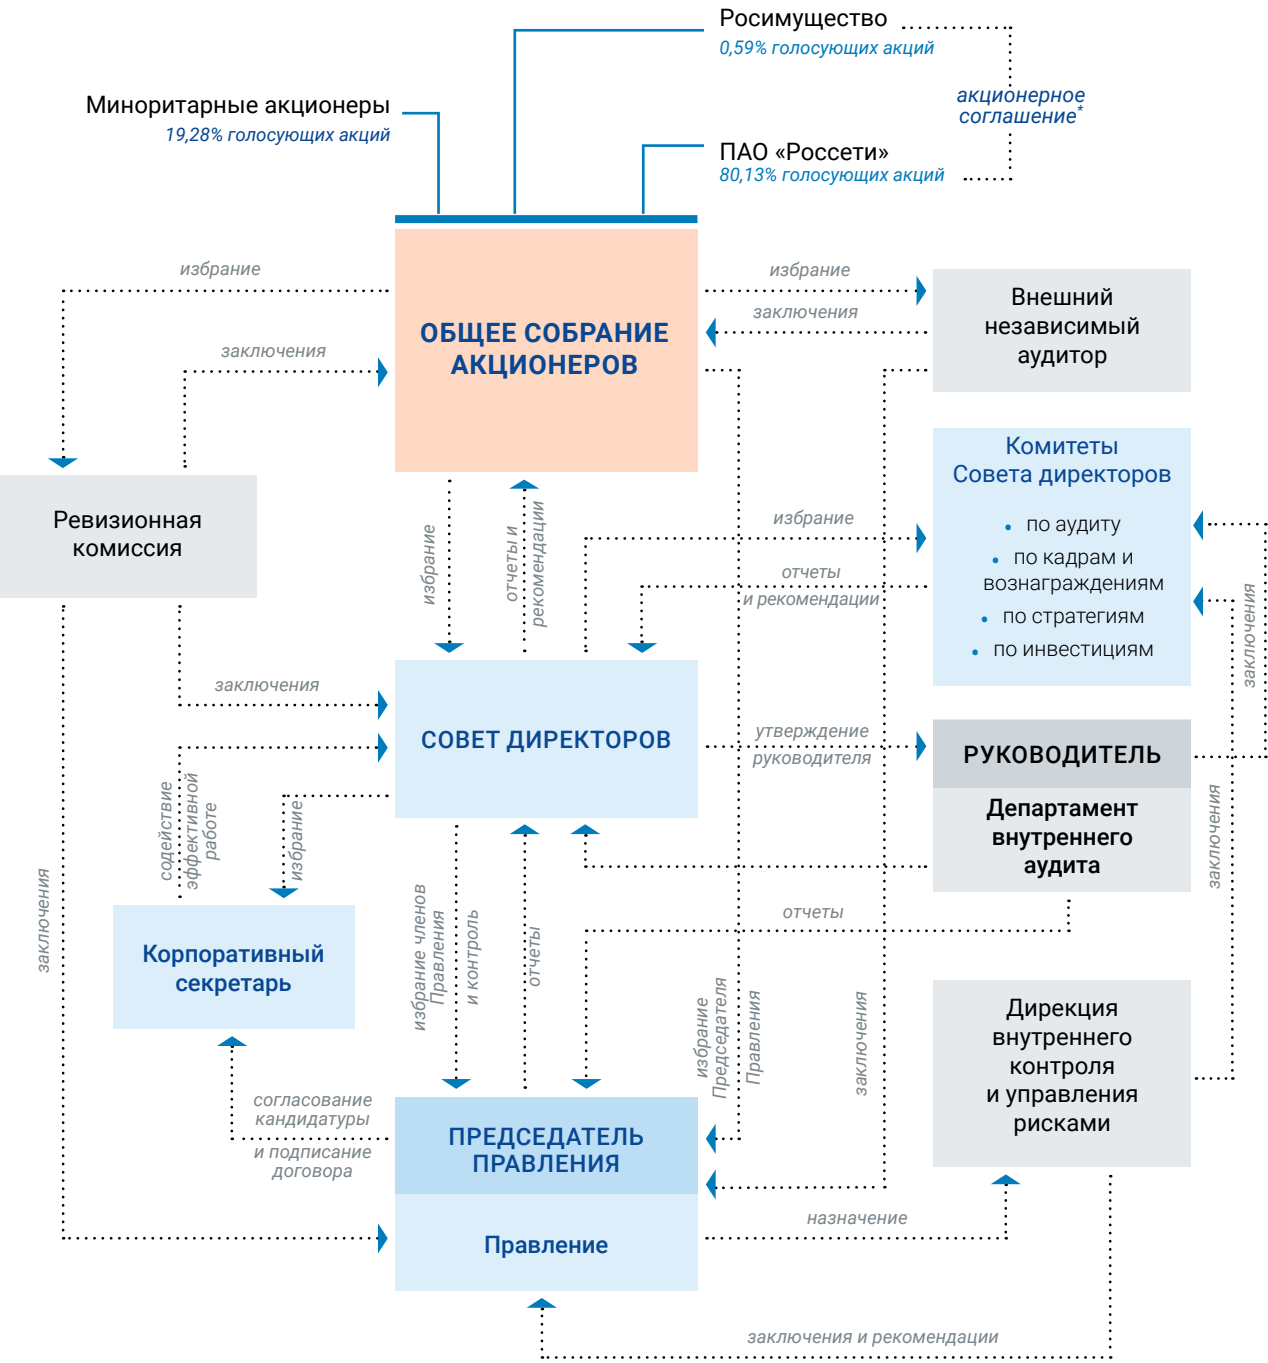 Росимущество
0,59% голосующих акций
акционерное
соглашение*
Миноритарные акционеры
19,28% голосующих акций
ПАО «Россети»
80,13% голосующих акций
избрание
заключения
ОБЩЕЕ СОБРАНИЕ
АКЦИОНЕРОВ
избрание
заключения
Внешний
независимый
аудитор
Ревизионная
комиссия
избрание
отчеты и
рекомендации
избрание
отчеты
и рекомендации
Комитеты
Совета директоров
• по аудиту
• по кадрам и
вознаграждениям
• по стратегиям
• по инвестициям
заключения
заключения
СОВЕТ ДИРЕКТОРОВ
утверждение
руководителя
РУКОВОДИТЕЛЬ
Департамент
внутреннего
аудита
заключения
содействие
эффективной
работе
избрание
заключения
Корпоративный
секретарь
избрание членов
Правления
и контроль
отчеты
отчеты
избрание
Председателя
Правления
заключения
Дирекция
внутреннего
контроля
и управления
рисками
согласование
кандидатуры
и подписание
договора
ПРЕДСЕДАТЕЛЬ
ПРАВЛЕНИЯ
Правление
назначение
заключения и рекомендации